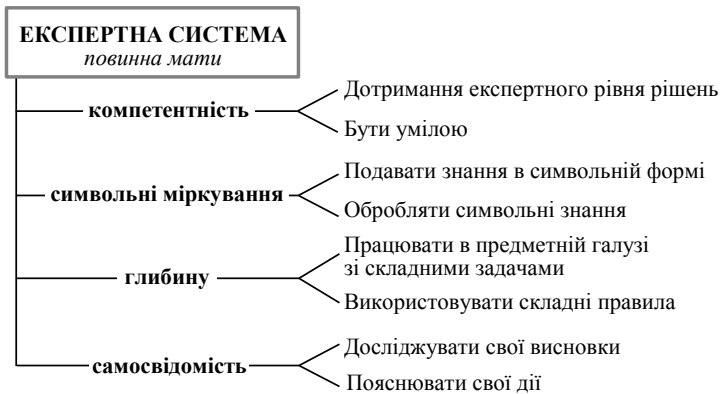 ЕКСПЕРТНА СИСТЕМА
повинна мати
компетентність
Дотримання експертного рівня рішень
Бути умілою
символьні міркування
Подавати знання в символьній формі
Обробляти символьні знання
глибину
Працювати в предметній галузі
зі складними задачами
Використовувати складні правила
самосвідомість
Досліджувати свої висновки
Пояснювати свої дії